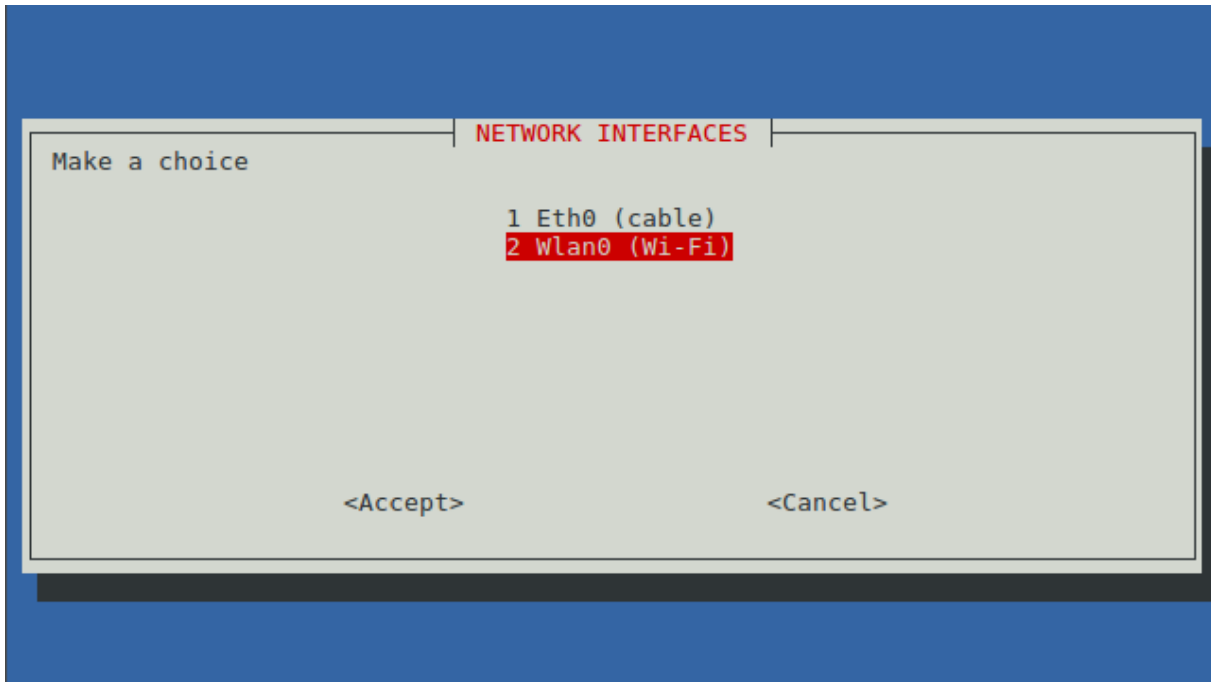 NETWORK INTERFACES
Make a choice
1 Eth0 (cable)
2 Wlan0 (Wi-Fi)
<Accept> <Cancel>